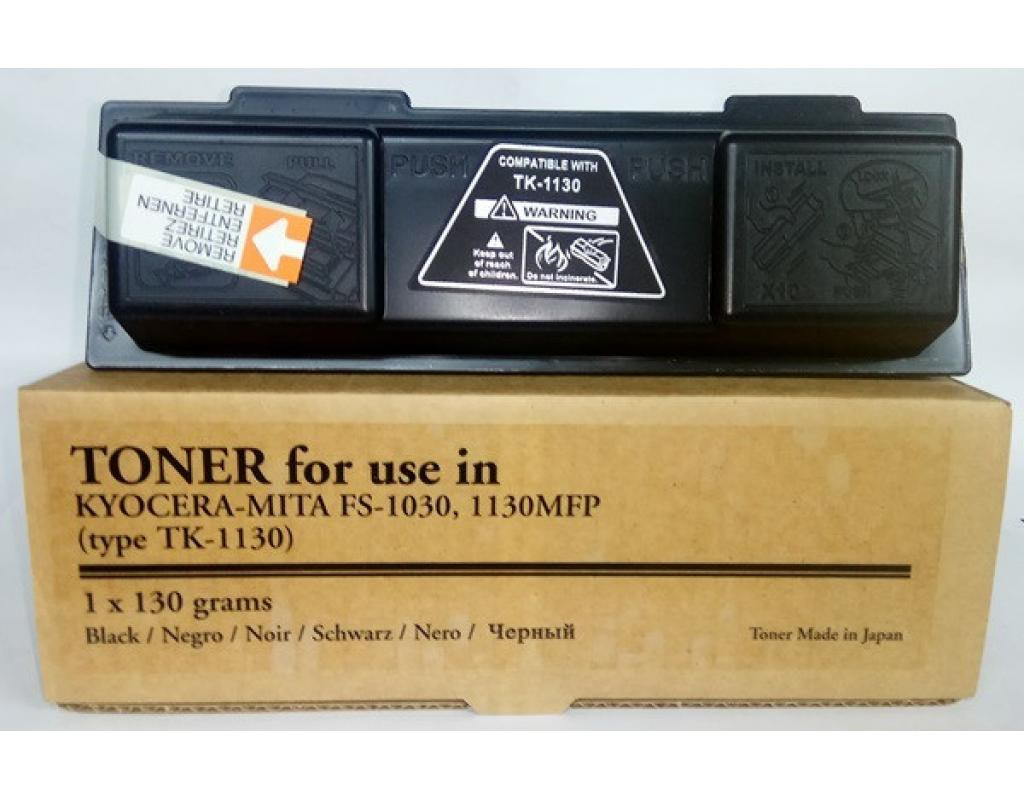 REMOVE PULL
PUSH
PUSH
INSTALL
X10
COMPATIBLE WITH
TK-1130
WARNING
Keep out
of reach
of children.
Do not incinerate.
REMOVE
RETIREZ
ENTFERNEN
RETIRE
TONER for use in
KYOCERA-MITA FS-1030, 1130MFP
(type TK-1130)
1 x 130 grams
Black / Negro / Noir / Schwarz / Nero / Черный
Toner Made in Japan